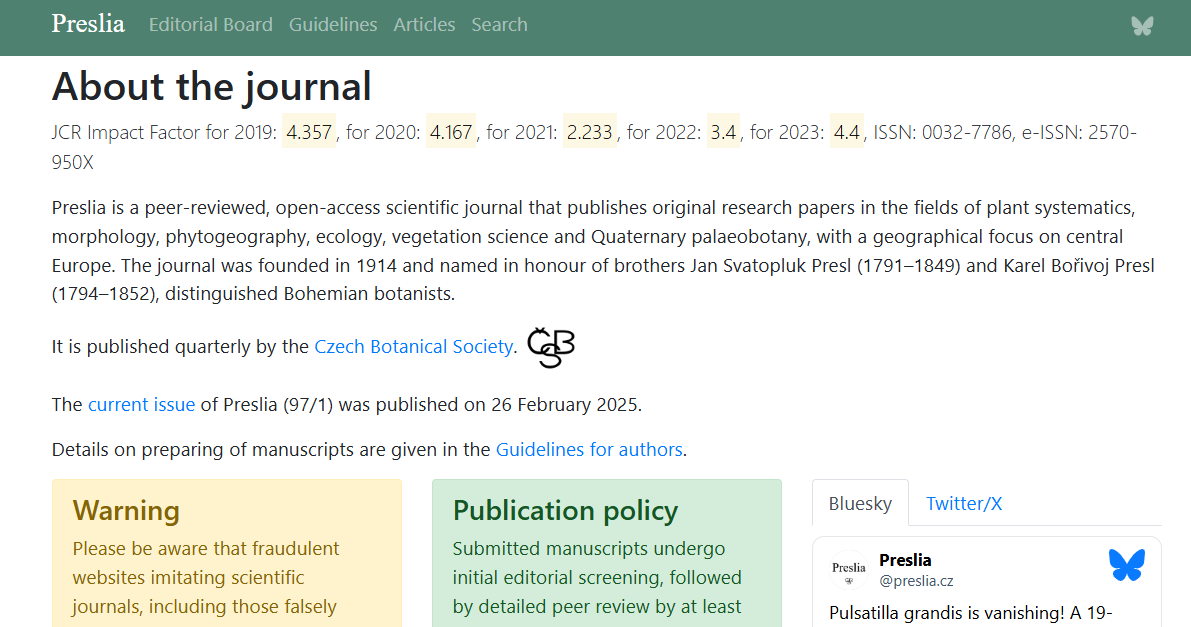 Preslia Editorial Board Guidelines Articles Search
About the journal
JCR Impact Factor for 2019: 4.357, for 2020: 4.167, for 2021: 2.233, for 2022: 3.4, for 2023: 4.4, ISSN: 0032-7786, e-ISSN: 2570-
950X
Preslia is a peer-reviewed, open-access scientific journal that publishes original research papers in the fields of plant systematics,
morphology, phytogeography, ecology, vegetation science and Quaternary palaeobotany, with a geographical focus on central
Europe. The journal was founded in 1914 and named in honour of brothers Jan Svatopluk Presl (1791–1849) and Karel Bořivoj Presl
(1794–1852), distinguished Bohemian botanists.
It is published quarterly by the Czech Botanical Society. ČSB
The current issue of Preslia (97/1) was published on 26 February 2025.
Details on preparing of manuscripts are given in the Guidelines for authors.
Warning
Please be aware that fraudulent
websites imitating scientific
journals, including those falsely
Publication policy
Submitted manuscripts undergo
initial editorial screening, followed
by detailed peer review by at least
Bluesky Twitter/X
Preslia
Preslia
@preslia.cz
Pulsatilla grandis is vanishing! A 19-